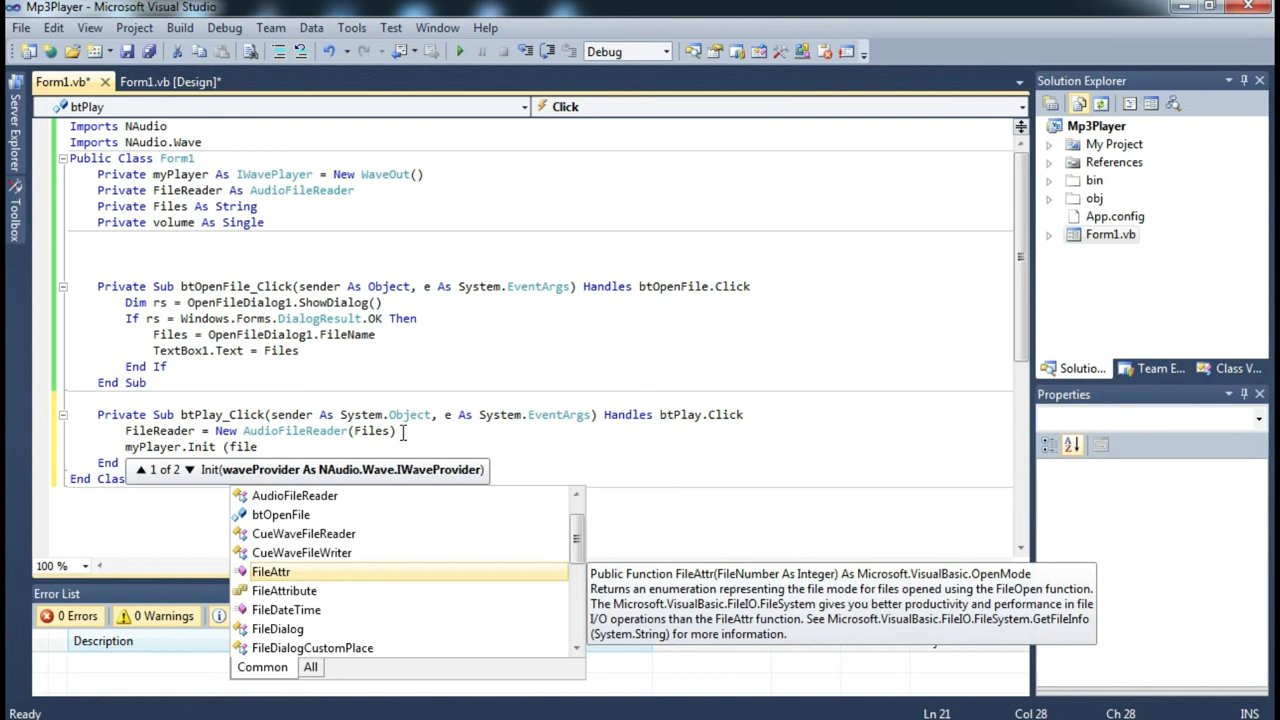 Mp3Player - Microsoft Visual Studio
File Edit View Project Build Debug Team Data Tools Test Window Help
Debug
Form1.vb* Form1.vb [Design]*
Solution Explorer
btPlay Click
Server Explorer
Toolbox
Imports NAudio
Imports NAudio.Wave
Public Class Form1
Private myPlayer As IWavePlayer = New WaveOut()
Private FileReader As AudioFileReader
Private Files As String
Private volume As Single
Private Sub btOpenFile_Click(sender As Object, e As System.EventArgs) Handles btOpenFile.Click
Dim rs = OpenFileDialog1.ShowDialog()
If rs = Windows.Forms.DialogResult.OK Then
Files = OpenFileDialog1.FileName
TextBox1.Text = Files
End If
End Sub
Private Sub btPlay_Click(sender As System.Object, e As System.EventArgs) Handles btPlay.Click
FileReader = New AudioFileReader(Files)
myPlayer.Init (file
End
End Clas
1 of 2 Init(waveProvider As NAudio.Wave.IWaveProvider)
AudioFileReader
btOpenFile
CueWaveFileReader
CueWaveFileWriter
FileAttr
FileAttribute
FileDateTime
FileDialog
FileDialogCustomPlace
Common All
Public Function FileAttr(FileNumber As Integer) As Microsoft.VisualBasic.OpenMode
Returns an enumeration representing the file mode for files opened using the FileOpen function.
The Microsoft.VisualBasic.FileIO.FileSystem gives you better productivity and performance in file
I/O operations than the FileAttr function. See Microsoft.VisualBasic.FileIO.FileSystem.GetFileInfo
(System.String) for more information.
Mp3Player
My Project
References
bin
obj
App.config
Form1.vb
Solutio... Team E... Class V...
Properties
100 %
Error List
0 Errors 0 Warnings
Description
Ready Ln 21 Col 28 Ch 28 INS